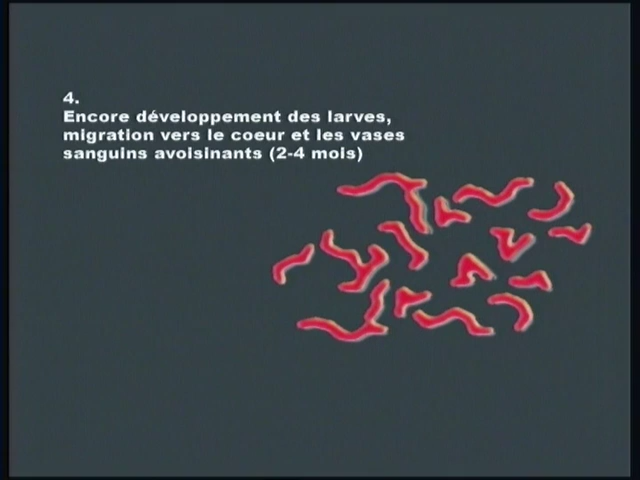 4.
Encore développement des larves,
migration vers le coeur et les vases
sanguins avoisinants (2-4 mois)